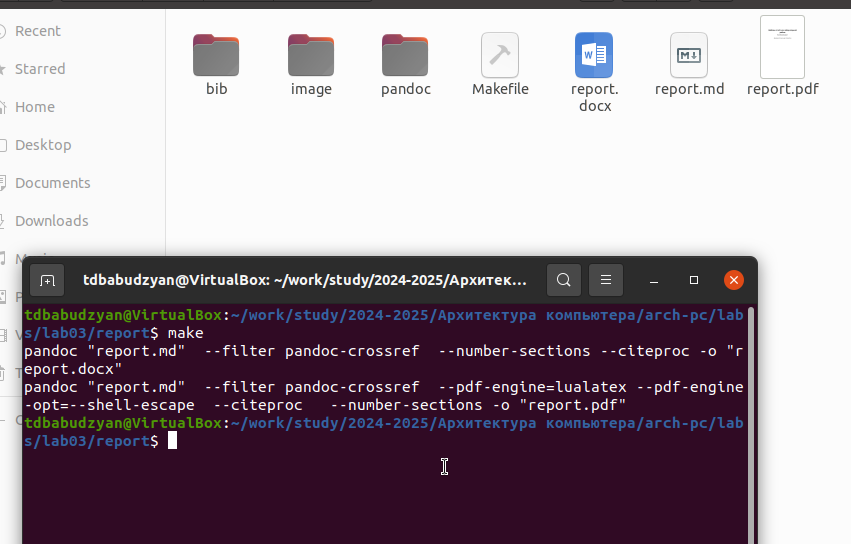 Recent
Starred
Home
Desktop
Documents
Downloads
bib
image
pandoc
Makefile
report.
docx
report.md
report.pdf
tdbabudzyan@VirtualBox: ~/work/study/2024-2025/Архитек...
tdbabudzyan@VirtualBox:~/work/study/2024-2025/Архитектура компьютера/arch-pc/lab
s/lab03/report$ make
pandoc "report.md"  --filter pandoc-crossref  --number-sections --citeproc -o "r
eport.docx"
pandoc "report.md"  --filter pandoc-crossref  --pdf-engine=lualatex --pdf-engine
-opt=--shell-escape  --citeproc   --number-sections -o "report.pdf"
tdbabudzyan@VirtualBox:~/work/study/2024-2025/Архитектура компьютера/arch-pc/lab
s/lab03/report$